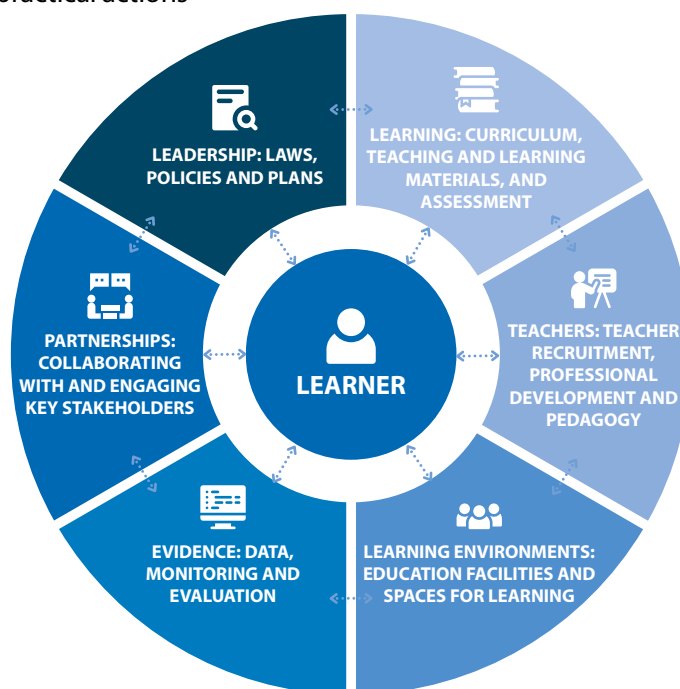 practical actions
LEADERSHIP: LAWS,
POLICIES AND PLANS
LEARNING: CURRICULUM,
TEACHING AND LEARNING
MATERIALS, AND
ASSESSMENT
TEACHERS: TEACHER
RECRUITMENT,
PROFESSIONAL
DEVELOPMENT AND
PEDAGOGY
LEARNING ENVIRONMENTS:
EDUCATION FACILITIES AND
SPACES FOR LEARNING
EVIDENCE: DATA,
MONITORING AND
EVALUATION
PARTNERSHIPS:
COLLABORATING
WITH AND ENGAGING
KEY STAKEHOLDERS
LEARNER